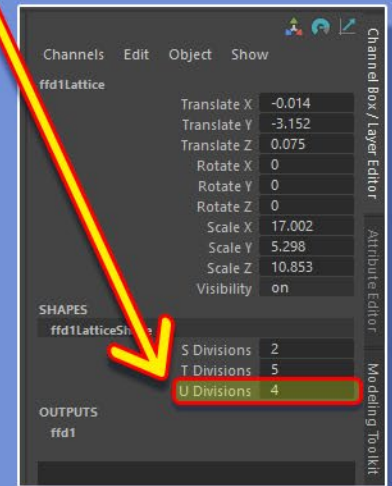 Channels Edit Object Show
ffd1Lattice
Translate X -0.014
Translate Y -3.152
Translate Z 0.075
Rotate X 0
Rotate Y 0
Rotate Z 0
Scale X 17.002
Scale Y 5.298
Scale Z 10.853
Visibility on
SHAPES
S Divisions 2
T Divisions 5
U Divisions 4
OUTPUTS
ffd1
Channel Box / Layer Editor
Attribute Editor
Modeling Toolkit